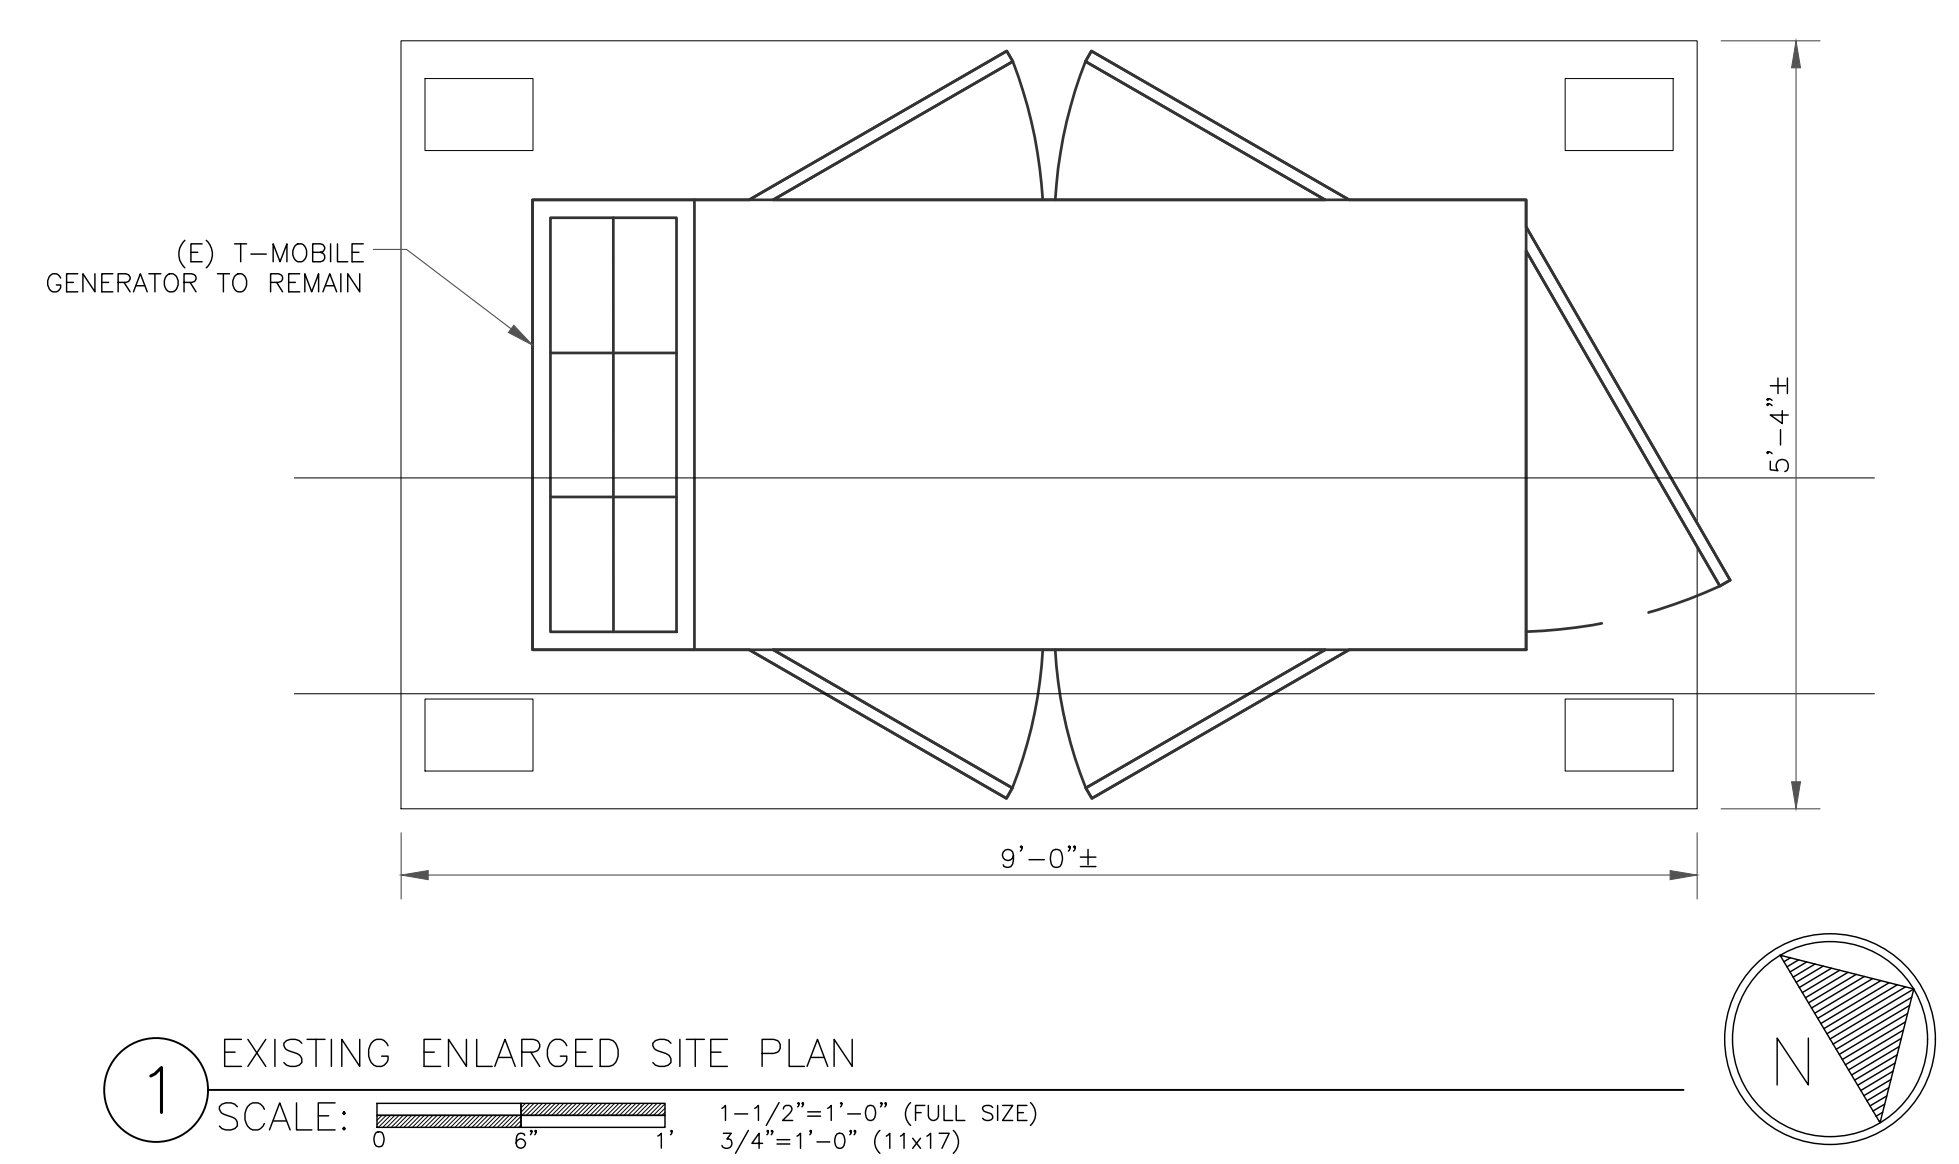 (E) T-MOBILE
GENERATOR TO REMAIN
5'-4"±
9'-0"±
N
1
EXISTING ENLARGED SITE PLAN
SCALE:
0 6" 1'
1-1/2"=1'-0" (FULL SIZE)
3/4"=1'-0" (11x17)